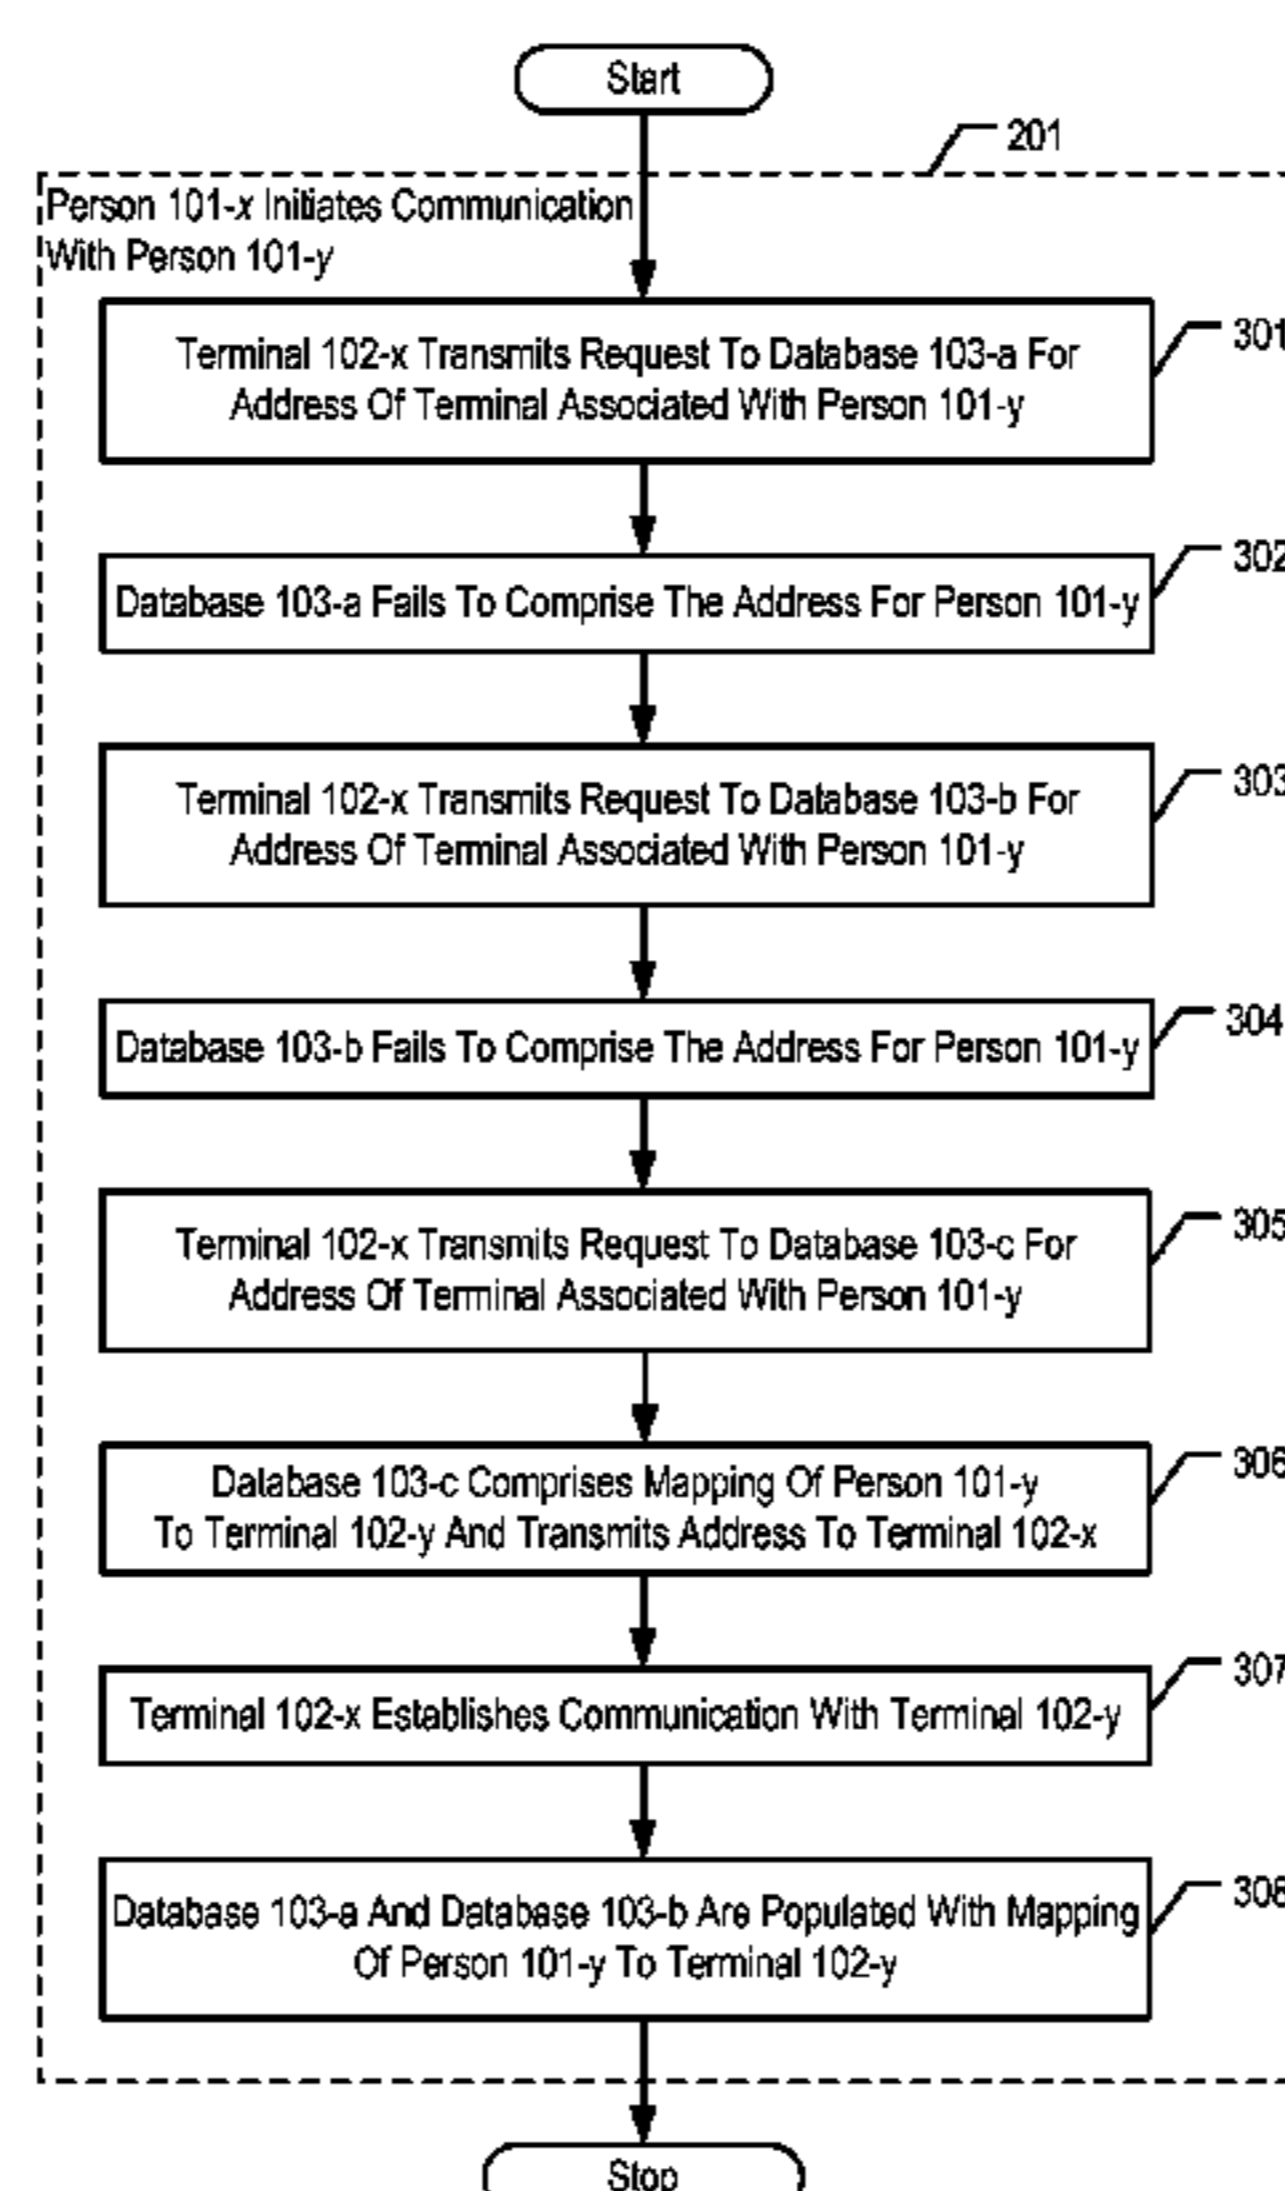 Start
201
Person 101-x Initiates Communication
With Person 101-y
Terminal 102-x Transmits Request To Database 103-a For
Address Of Terminal Associated With Person 101-y
301
Database 103-a Fails To Comprise The Address For Person 101-y
302
Terminal 102-x Transmits Request To Database 103-b For
Address Of Terminal Associated With Person 101-y
303
Database 103-b Fails To Comprise The Address For Person 101-y
304
Terminal 102-x Transmits Request To Database 103-c For
Address Of Terminal Associated With Person 101-y
305
Database 103-c Comprises Mapping Of Person 101-y
To Terminal 102-y And Transmits Address To Terminal 102-x
306
Terminal 102-x Establishes Communication With Terminal 102-y
307
Database 103-a And Database 103-b Are Populated With Mapping
Of Person 101-y To Terminal 102-y
308
Stop